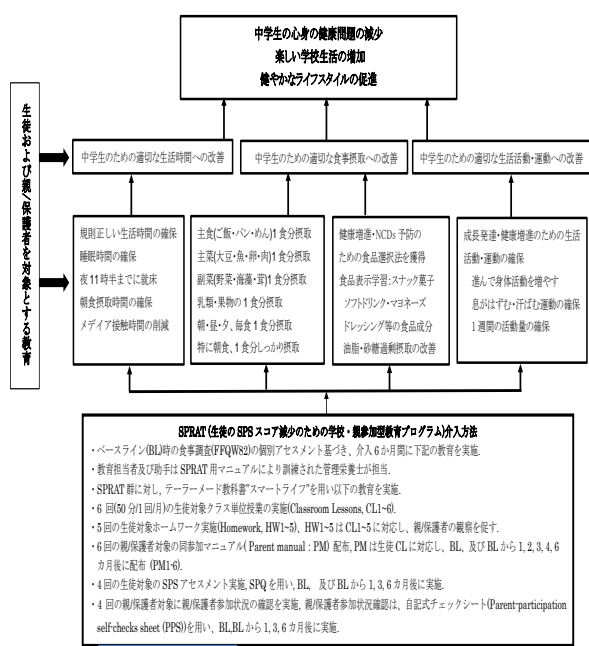 中学生の心身の健康問題の減少
楽しい学校生活の増加
健やかなライフスタイルの促進
生徒および親/保護者を対象とする教育
中学生のための適切な生活時間への改善
中学生のための適切な食事摂取への改善
中学生のための適切な生活活動・運動への改善
規則正しい生活時間の確保
睡眠時間の確保
夜11時半までに就床
朝食摂取時間の確保
メデイア接触時間の削減
主食(ご飯・パン・めん)1食分摂取
主菜(大豆・魚・卵・肉)1食分摂取
副菜(野菜・海藻・茸)1食分摂取
乳類・果物の1食分摂取
朝・昼・夕、毎食1食分摂取
特に朝食、1食分しっかり摂取
健康増進・NCDs予防の
ための食品選択法を獲得
食品表示学習:スナック菓子
ソフトドリンク・マヨネーズ
ドレッシング等の食品成分
油脂・砂糖過剰摂取の改善
成長発達・健康増進のための生活
活動・運動の確保
進んで身体活動を増やす
息がはずむ・汗ばむ運動の確保
1週間の活動量の確保
SPRAT (生徒のSPSスコア減少のための学校・親参加型教育プログラム)介入方法
・ベースライン(BL)時の食事調査(FFQW82)の個別アセスメント基づき、介入6か月間に下記の教育を実施.
・教育担当者及び助手はSPRAT用マニュアルにより訓練された管理栄養士が担当.
・SPRAT群に対し、テーラーメード教科書"スマートライフ"を用い以下の教育を実施.
・6回(50分/1回/月)の生徒対象クラス単位授業の実施(Classroom Lessons, CL1~6).
・5回の生徒対象ホームワーク実施(Homework, HW1~5)、HW1~5はCL1~5に対応し、親/保護者の観察を促す.
・6回の親/保護者対象の同参加マニュアル( Parent manual : PM) 配布, PMは生徒CLに対応し、BL、及びBLから1, 2, 3, 4, 6
カ月後に配布 (PM1-6).
・4回の生徒対象のSPSアセスメント実施, SPQを用い, BL, 及びBLから1, 3, 6カ月後に実施.
・4回の親/保護者対象に親/保護者参加状況の確認を実施, 親/保護者参加状況確認は、自記式チェックシート(Parent-participation
self-checks sheet (PPS))を用い、BL,BLから1, 3, 6カ月後に実施.